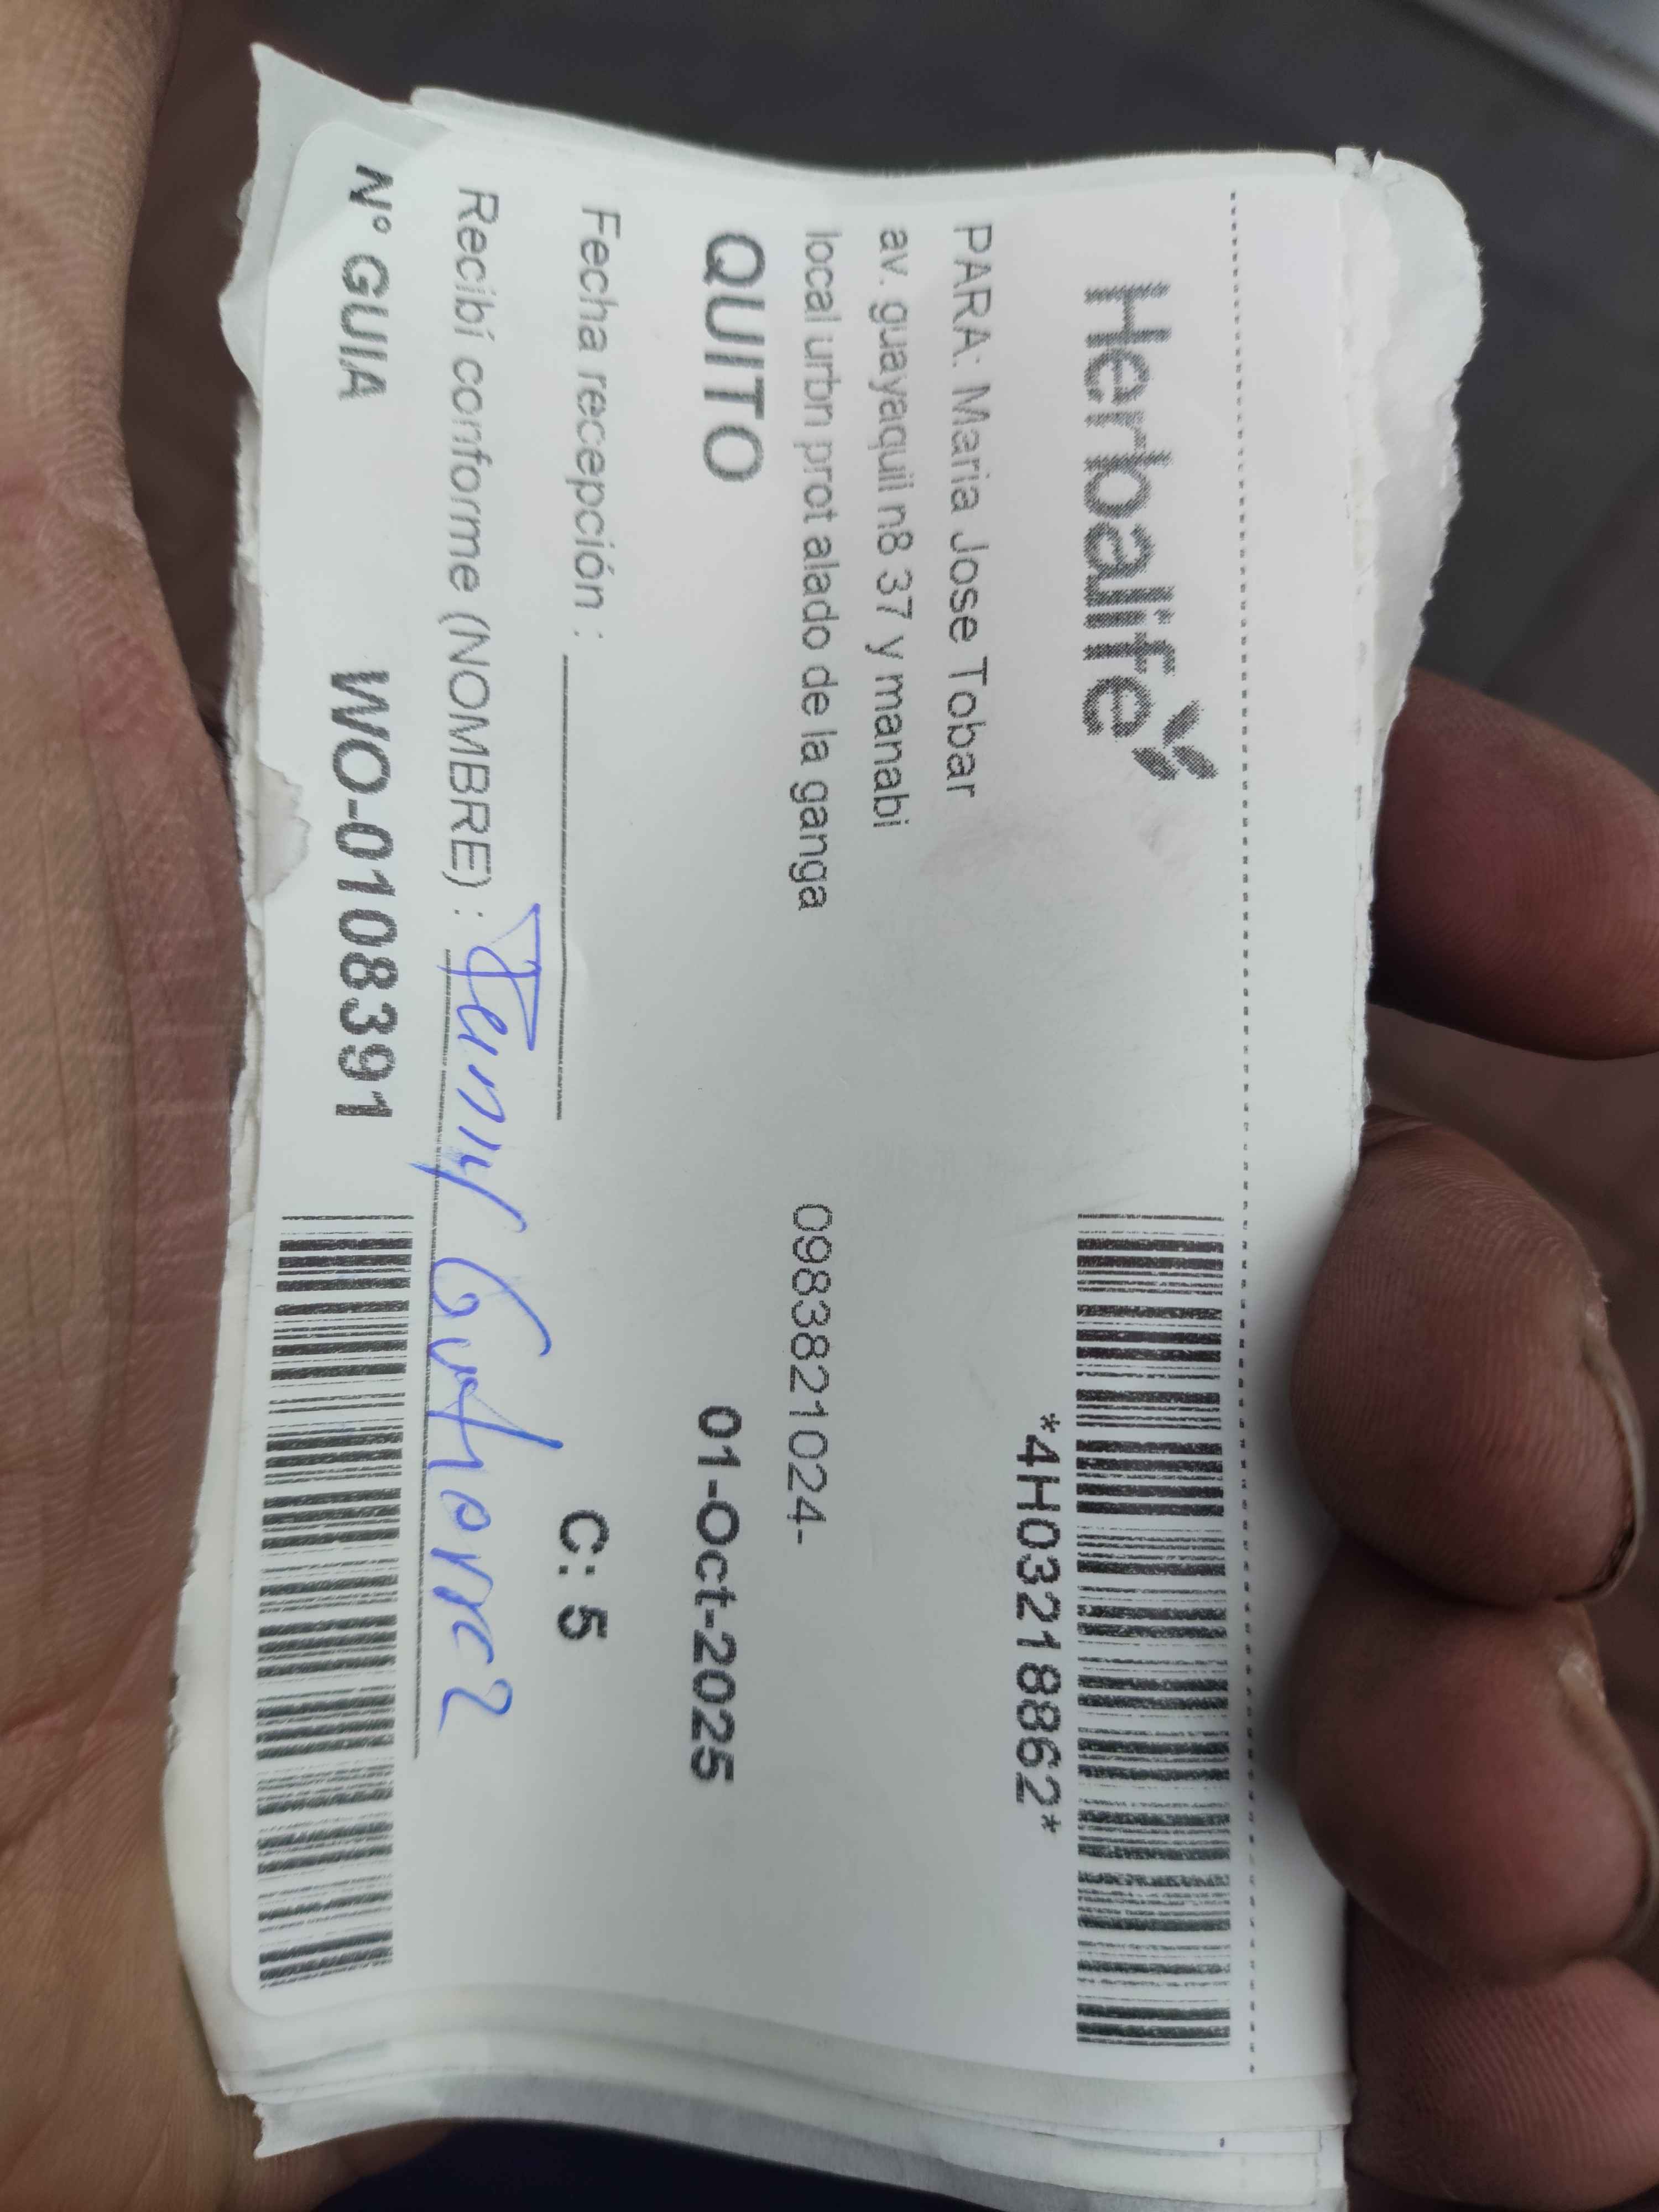 Herbalife
*4H03218862*
PARA: Maria Jose Tobar
av. guayaquil n8 37 y manabi
local urbn prot alado de la ganga 0983821024-
QUITO 01-Oct-2025
Fecha recepción : C: 5
Recibí conforme (NOMBRE) :
N° GUIA WO-0108391